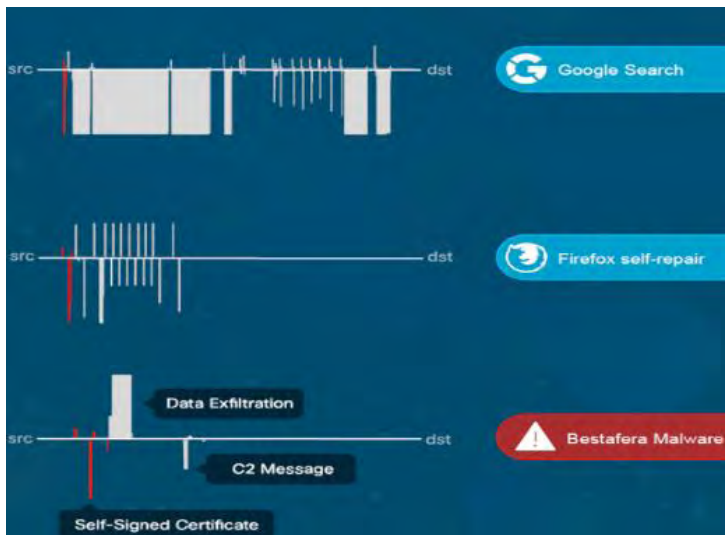 src dst Google Search
src dst Firefox self-repair
Data Exfiltration
src dst Bestafera Malware
C2 Message
Self-Signed Certificate